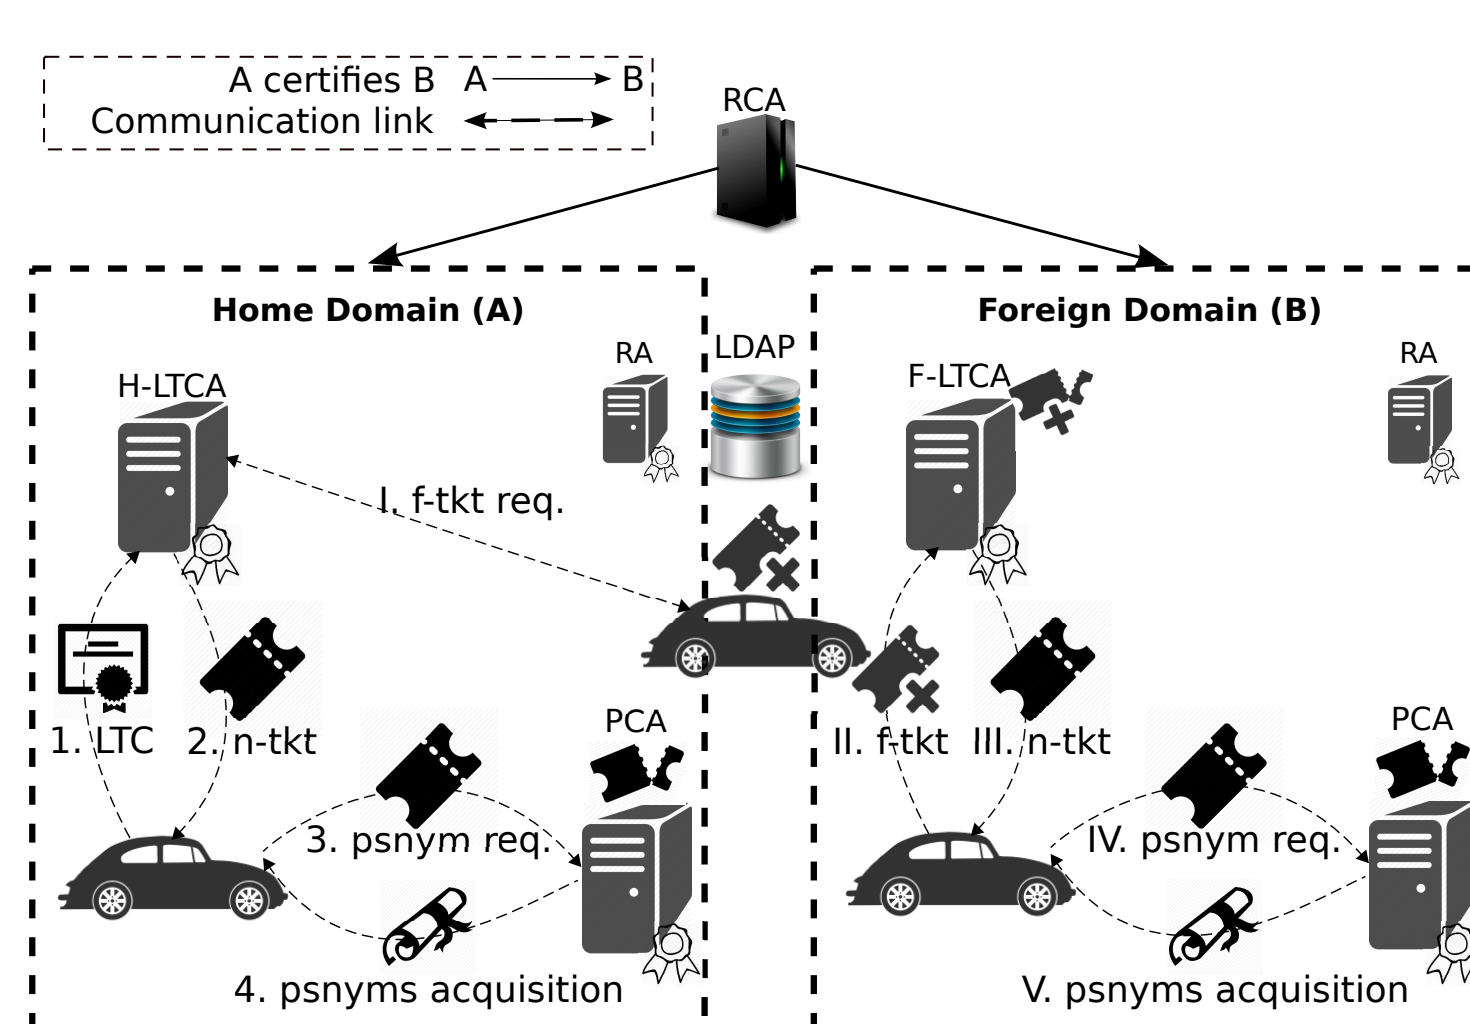 A certifies B A B
Communication link
RCA
Home Domain (A)
Foreign Domain (B)
RA
LDAP
RA
H-LTCA
F-LTCA
I. f-tkt req.
1. LTC
2. n-tkt
PCA
II. f-tkt
III. n-tkt
PCA
3. psnym req.
IV. psnym req.
4. psnyms acquisition
V. psnyms acquisition